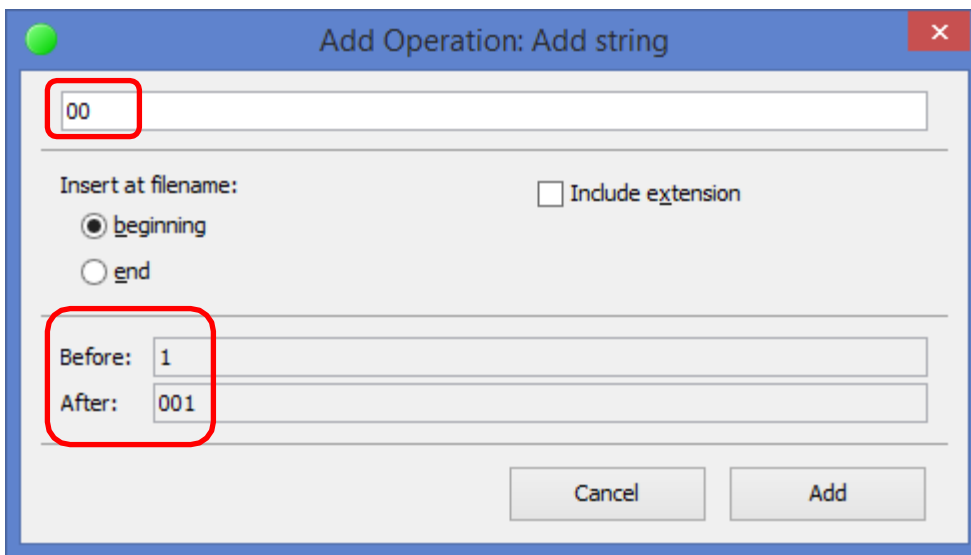 Add Operation: Add string
00
Insert at filename:
Include extension
beginning
end
Before: 1
After: 001
Cancel Add